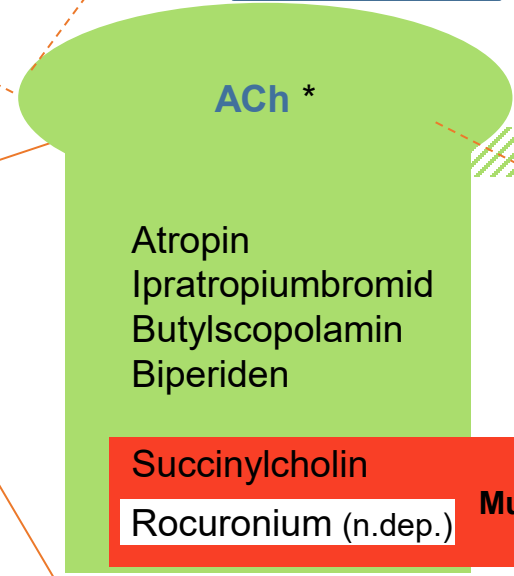 ACh *
Atropin
Ipratropiumbromid
Butylscopolamin
Biperiden
Succinylcholin
Rocuronium (n.dep.)